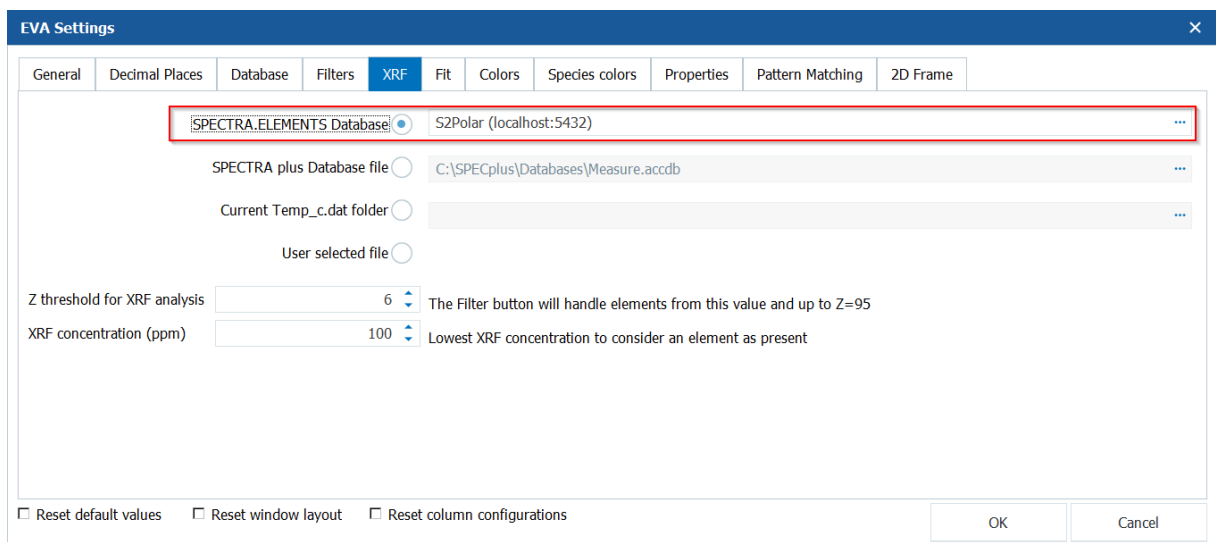 EVA Settings
General Decimal Places Database Filters XRF Fit Colors Species colors Properties Pattern Matching 2D Frame
SPECTRA.ELEMENTS Database S2Polar (localhost:5432) ...
SPECTRA plus Database file C:\SPECplus\Databases\Measure.accdb ...
Current Temp_c.dat folder ...
User selected file
Z threshold for XRF analysis 6 The Filter button will handle elements from this value and up to Z=95
XRF concentration (ppm) 100 Lowest XRF concentration to consider an element as present
Reset default values Reset window layout Reset column configurations OK Cancel